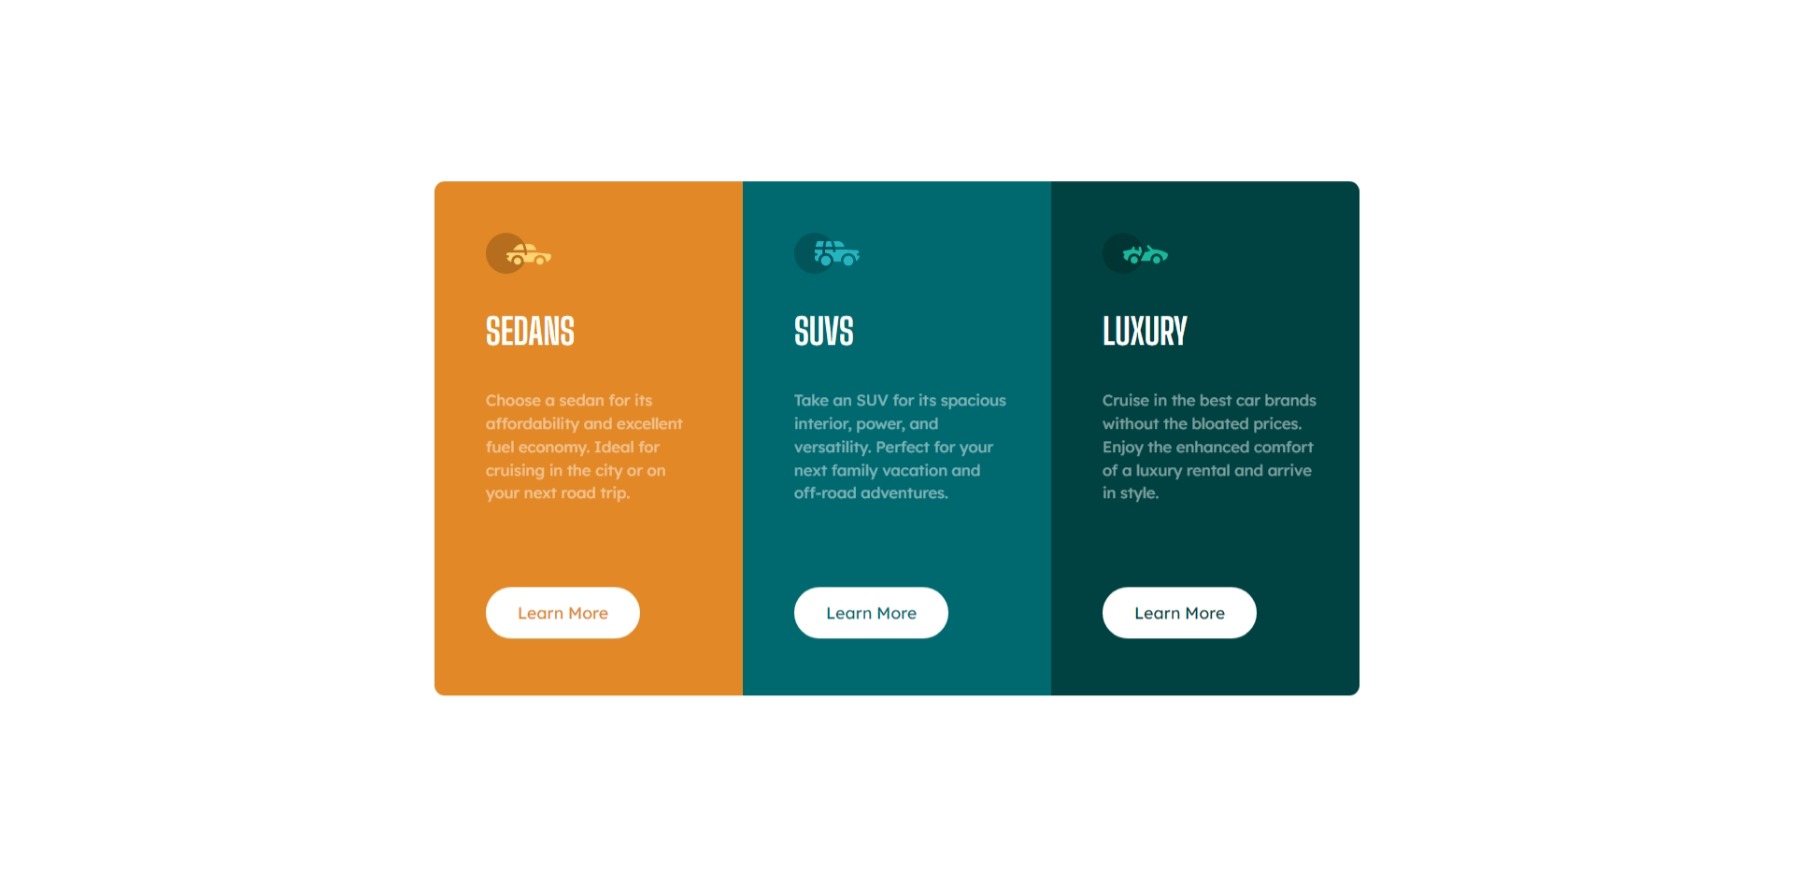 SEDANS
Choose a sedan for its
affordability and excellent
fuel economy. Ideal for
cruising in the city or on
your next road trip.
Learn More
SUVS
Take an SUV for its spacious
interior, power, and
versatility. Perfect for your
next family vacation and
off-road adventures.
Learn More
LUXURY
Cruise in the best car brands
without the bloated prices.
Enjoy the enhanced comfort
of a luxury rental and arrive
in style.
Learn More